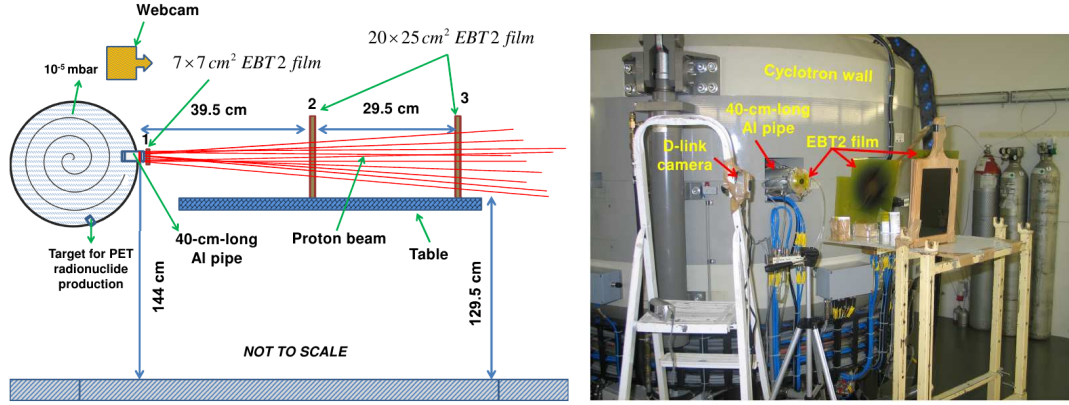 Webcam
7×7 cm² EBT2 film
20×25 cm² EBT2 film
10⁻⁵ mbar
39.5 cm
29.5 cm
1
2
3
Target for PET
radionuclide
production
40-cm-long
Al pipe
Proton beam
Table
144 cm
129.5 cm
NOT TO SCALE
Cyclotron wall
40-cm-long
Al pipe
D-link
camera
EBT2 film